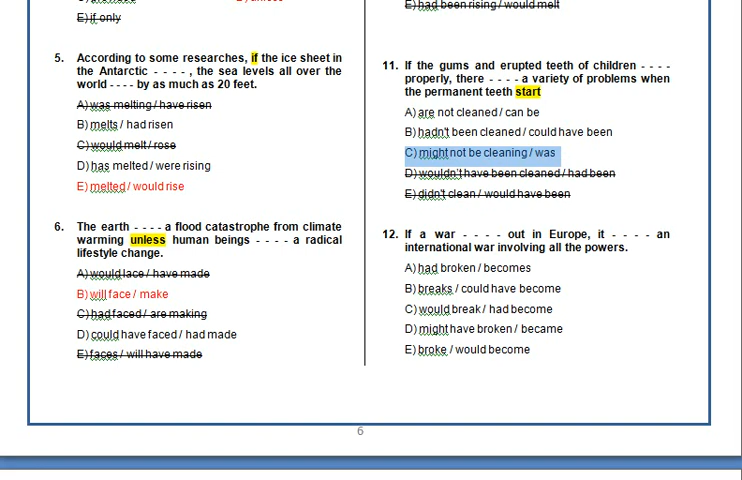 E) if only
5. According to some researches, if the ice sheet in
the Antarctic - - - - , the sea levels all over the
world - - - - by as much as 20 feet.
A) was melting / have risen
B) melts / had risen
C) would melt / rose
D) has melted / were rising
E) melted / would rise
6. The earth - - - - a flood catastrophe from climate
warming unless human beings - - - - a radical
lifestyle change.
A) would lace / have made
B) will face / make
C) had faced / are making
D) could have faced / had made
E) faces / will have made
E) had been rising / would melt
11. If the gums and erupted teeth of children - - - -
properly, there - - - - a variety of problems when
the permanent teeth start
A) are not cleaned / can be
B) hadn't been cleaned / could have been
C) might not be cleaning / was
D) wouldn't have been cleaned / had been
E) didn't clean / would have been
12. If a war - - - - out in Europe, it - - - - an
international war involving all the powers.
A) had broken / becomes
B) breaks / could have become
C) would break / had become
D) might have broken / became
E) broke / would become
6